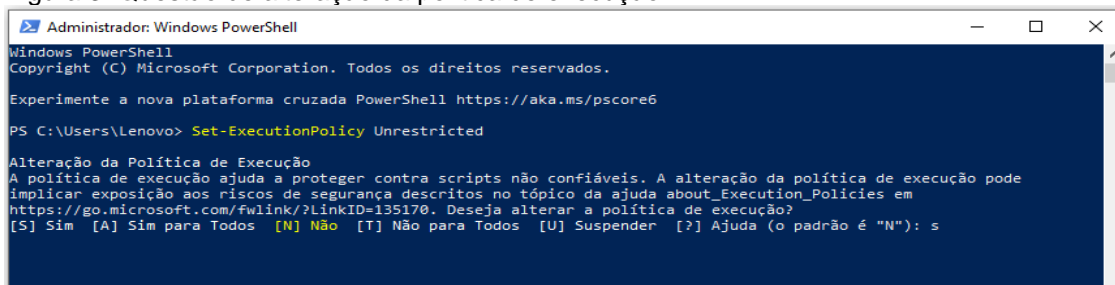 Administrador: Windows PowerShell
Windows PowerShell
Copyright (C) Microsoft Corporation. Todos os direitos reservados.
Experimente a nova plataforma cruzada PowerShell https://aka.ms/pscore6
PS C:\Users\Lenovo> Set-ExecutionPolicy Unrestricted
Alteração da Política de Execução
A política de execução ajuda a proteger contra scripts não confiáveis. A alteração da política de execução pode
implicar exposição aos riscos de segurança descritos no tópico da ajuda about_Execution_Policies em
https://go.microsoft.com/fwlink/?LinkID=135170. Deseja alterar a política de execução?
[S] Sim  [A] Sim para Todos  [N] Não  [T] Não para Todos  [U] Suspender  [?] Ajuda (o padrão é "N"): s